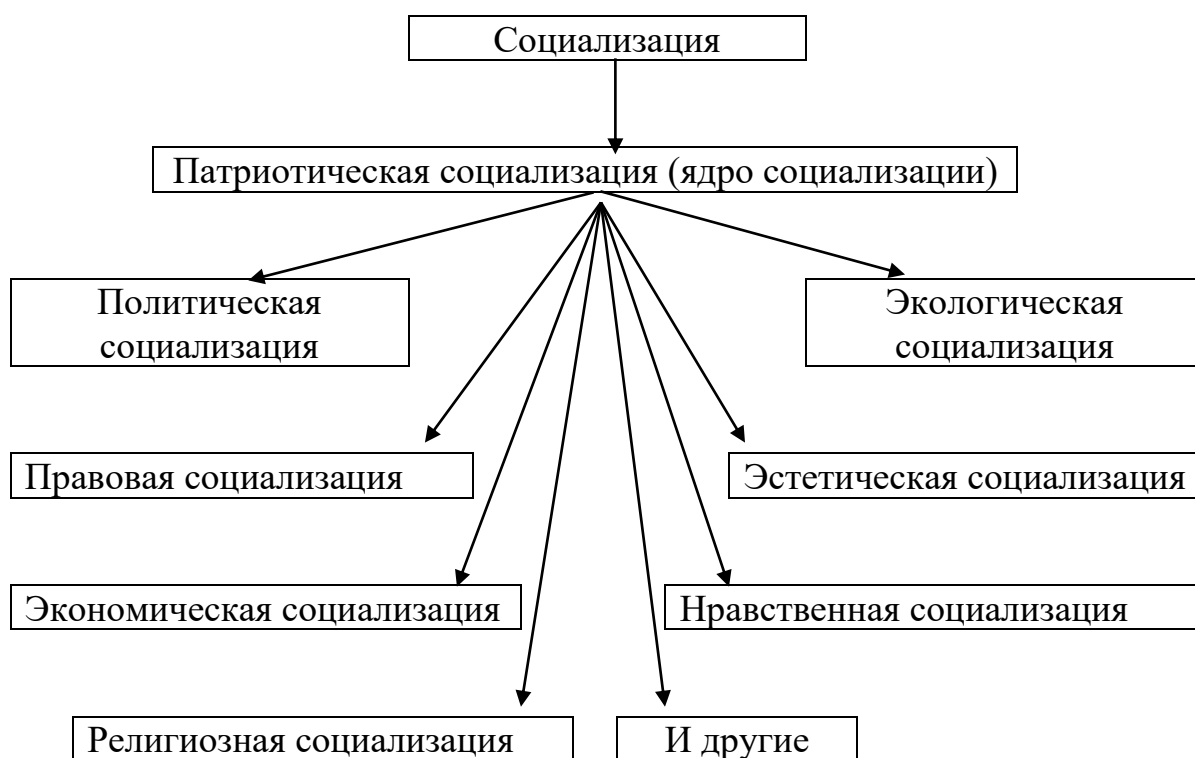 Социализация
Патриотическая социализация (ядро социализации)
Политическая
социализация
Экологическая
социализация
Правовая социализация
Эстетическая социализация
Экономическая социализация
Нравственная социализация
Религиозная социализация
И другие